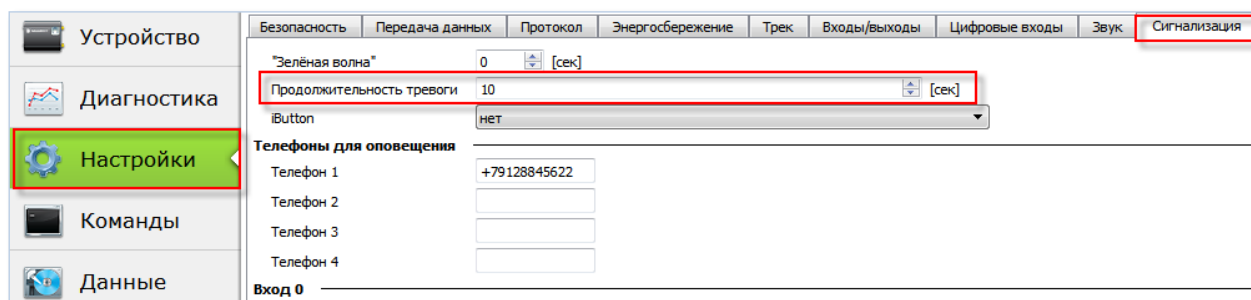 Устройство
Диагностика
Настройки
Команды
Данные
Безопасность Передача данных Протокол Энергосбережение Трек Входы/выходы Цифровые входы Звук Сигнализация
"Зелёная волна" 0 [сек]
Продолжительность тревоги 10 [сек]
iButton нет
Телефоны для оповещения
Телефон 1 +79128845622
Телефон 2
Телефон 3
Телефон 4
Вход 0